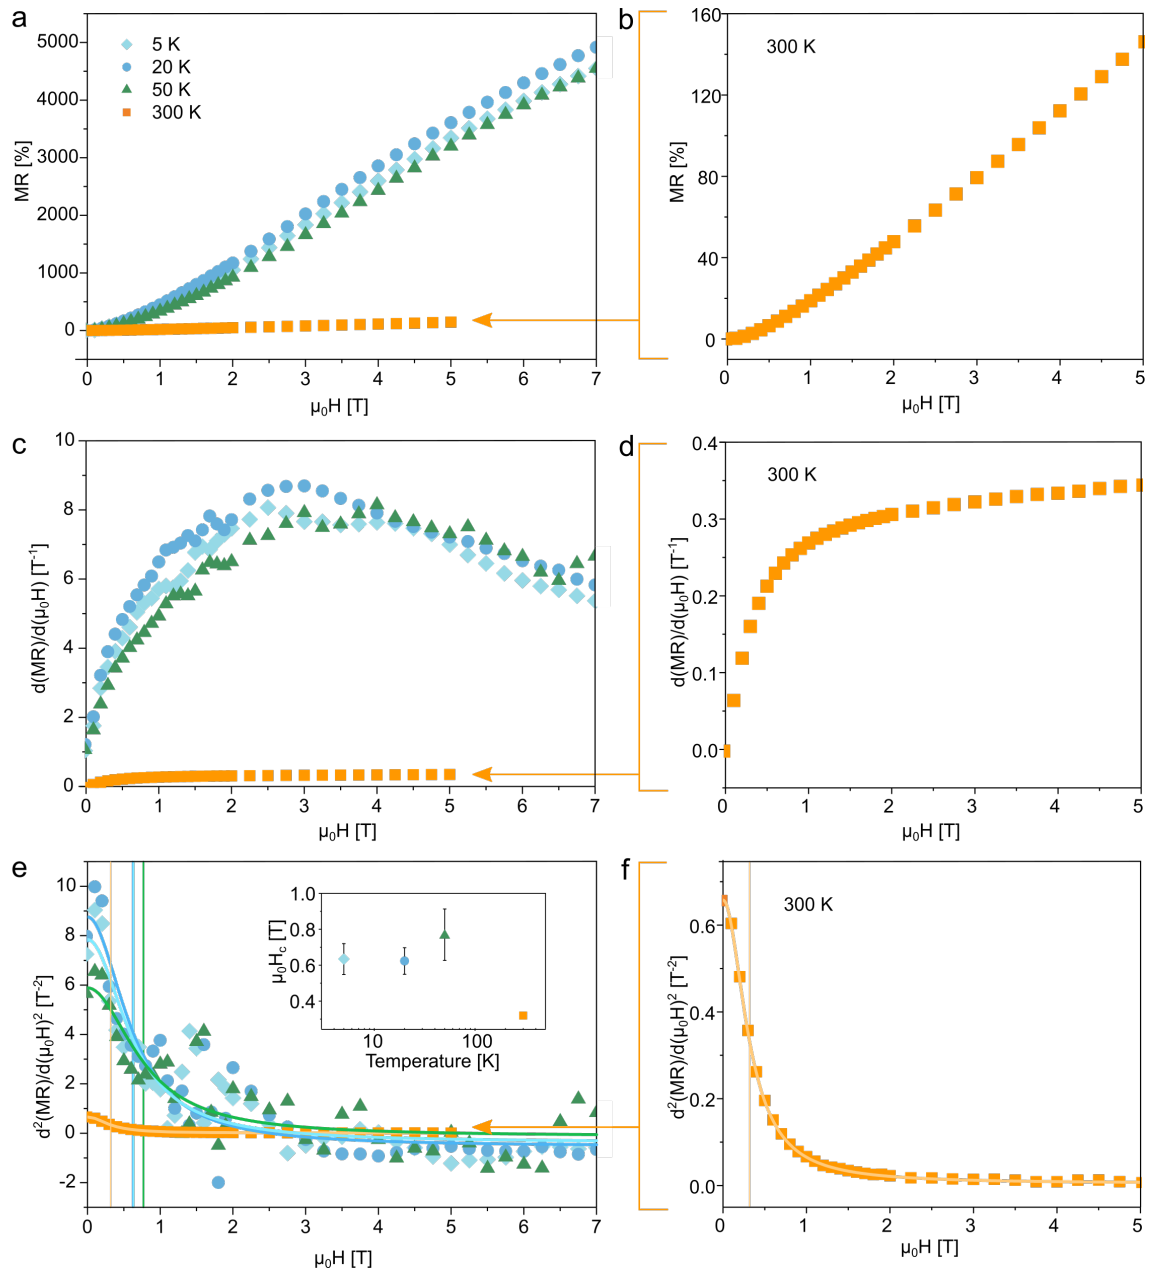 a
5 K
20 K
50 K
300 K
5000
4000
3000
2000
1000
0
MR [%]
0 1 2 3 4 5 6 7
μ₀H [T]
b
300 K
160
120
80
40
0
MR [%]
0 1 2 3 4 5
μ₀H [T]
c
10
8
6
4
2
0
d(MR)/d(μ₀H) [T⁻¹]
0 1 2 3 4 5 6 7
μ₀H [T]
d
300 K
0.4
0.3
0.2
0.1
0.0
d(MR)/d(μ₀H) [T⁻¹]
0 1 2 3 4 5
μ₀H [T]
e
10
8
6
4
2
0
-2
d²(MR)/d(μ₀H)² [T⁻²]
0 1 2 3 4 5 6 7
μ₀H [T]
1.0
0.8
0.6
0.4
μ₀H꜀ [T]
10 100
Temperature [K]
f
300 K
0.6
0.4
0.2
0.0
d²(MR)/d(μ₀H)² [T⁻²]
0 1 2 3 4 5
μ₀H [T]